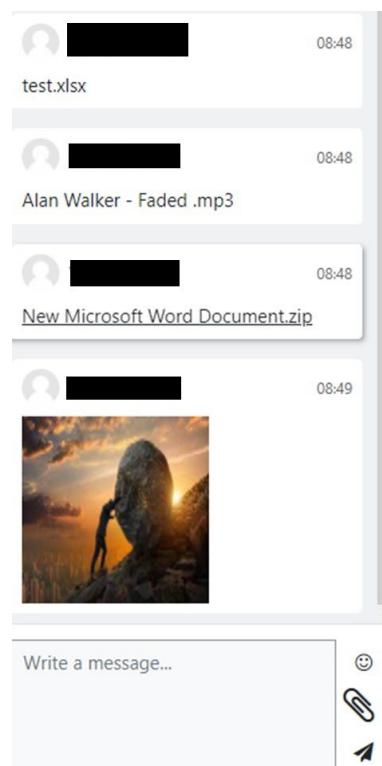 08:48
test.xlsx
08:48
Alan Walker - Faded .mp3
08:48
New Microsoft Word Document.zip
08:49
Write a message...